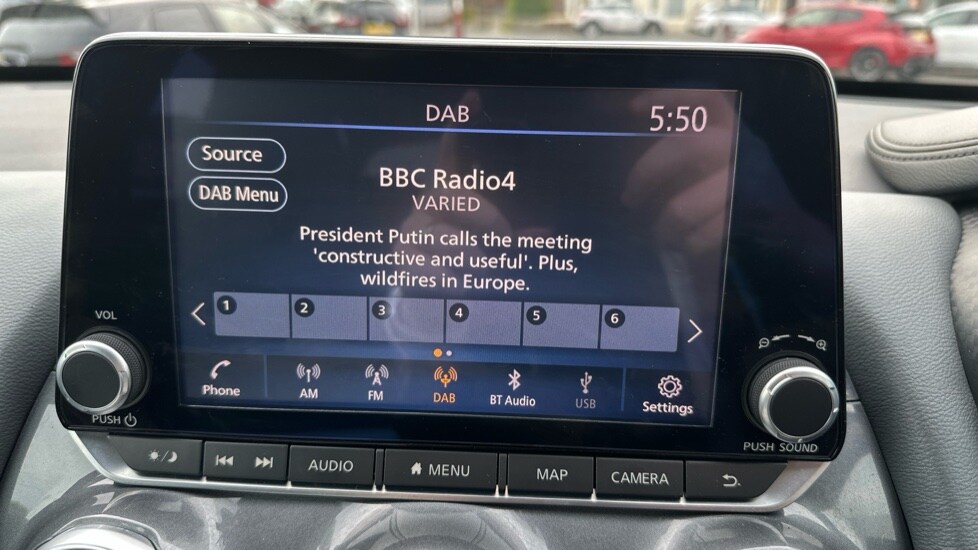 DAB
5:50
Source
DAB Menu
BBC Radio4
VARIED
President Putin calls the meeting
'constructive and useful'. Plus,
wildfires in Europe.
1 2 3 4 5 6
VOL
PUSH
Phone
AM
FM
DAB
BT Audio
USB
Settings
PUSH SOUND
AUDIO
MENU
MAP
CAMERA